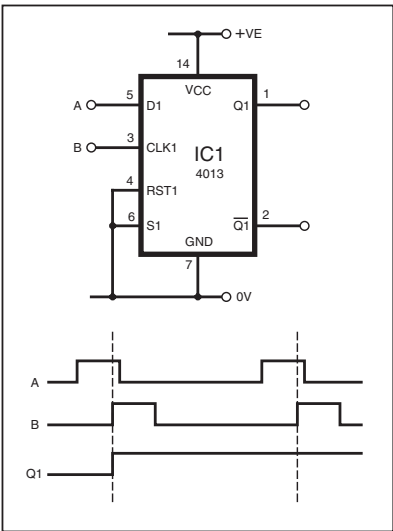 +VE
14
VCC
A 5 D1 Q1 1
B 3 CLK1
IC1
4013
4 RST1
6 S1 Q1 2
GND
7
0V
A
B
Q1